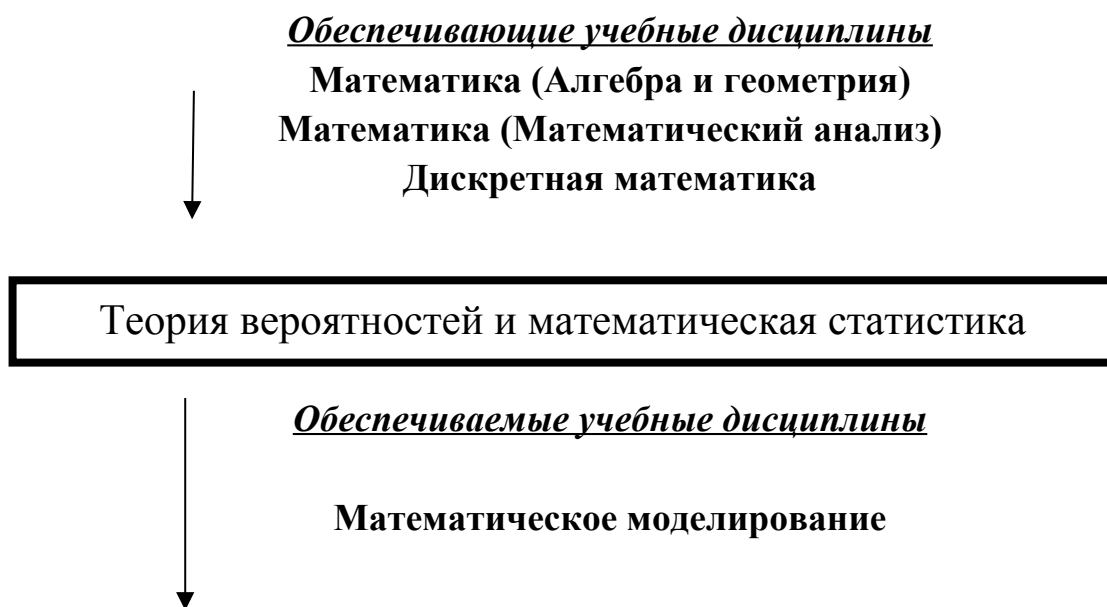 Обеспечивающие учебные дисциплины
Математика (Алгебра и геометрия)
Математика (Математический анализ)
Дискретная математика
Теория вероятностей и математическая статистика
Обеспечиваемые учебные дисциплины
Математическое моделирование